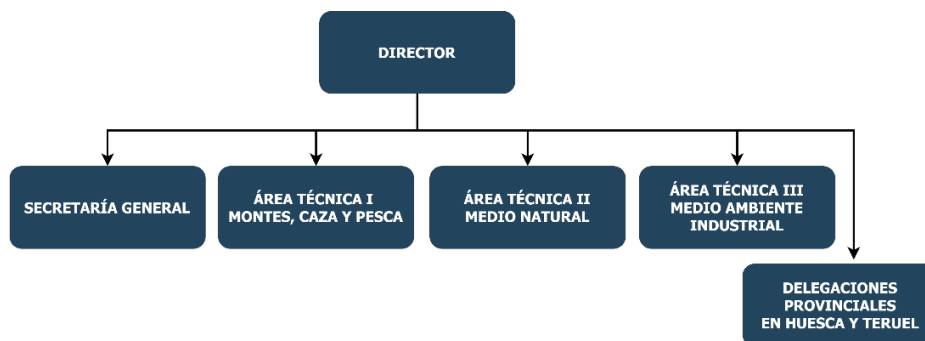 DIRECTOR
SECRETARÍA GENERAL
ÁREA TÉCNICA I
MONTES, CAZA Y PESCA
ÁREA TÉCNICA II
MEDIO NATURAL
ÁREA TÉCNICA III
MEDIO AMBIENTE
INDUSTRIAL
DELEGACIONES
PROVINCIALES
EN HUESCA Y TERUEL